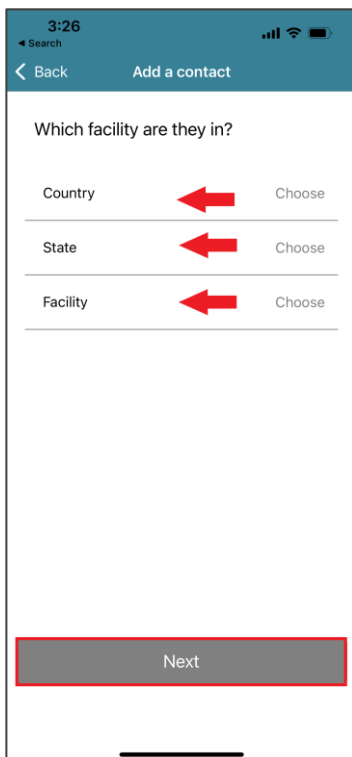 3:26
Search
Back Add a contact
Which facility are they in?
Country Choose
State Choose
Facility Choose
Next